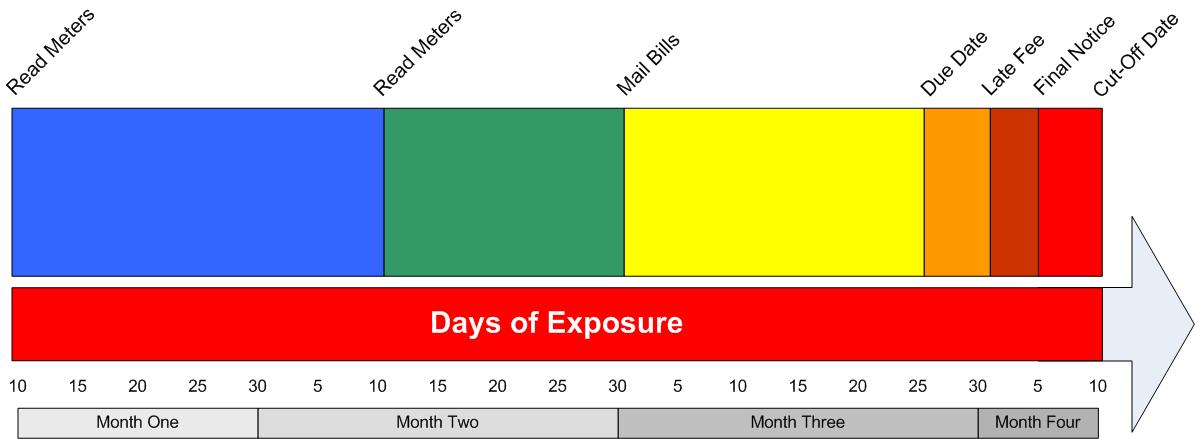 Read Meters
Read Meters
Mail Bills
Due Date
Late Fee
Final Notice
Cut-Off Date
Days of Exposure
10 15 20 25 30 5 10 15 20 25 30 5 10 15 20 25 30 5 10
Month One Month Two Month Three Month Four